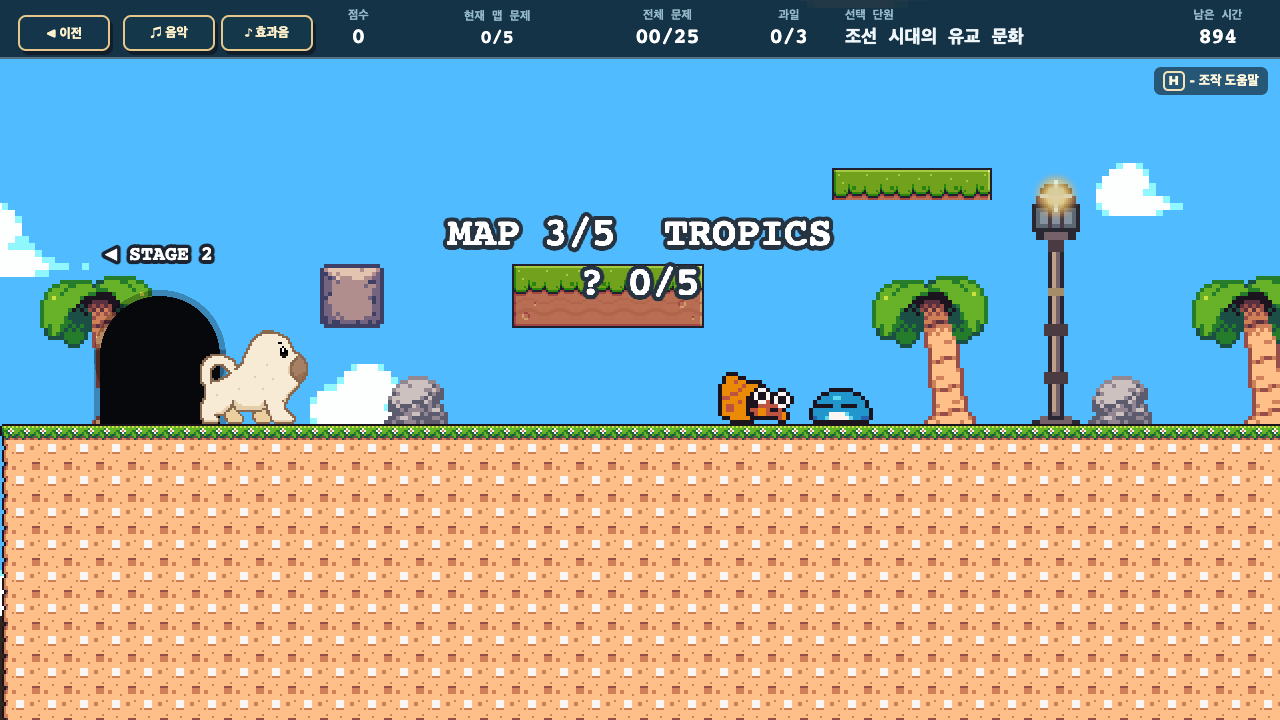 ◀ 이전
♫ 음악
♪ 효과음
점수
0
현재 맵 문제
0/5
전체 문제
00/25
과일
0/3
선택 단원
조선 시대의 유교 문화
남은 시간
894
H - 조작 도움말
MAP 3/5 TROPICS
? 0/5
◀ STAGE 2